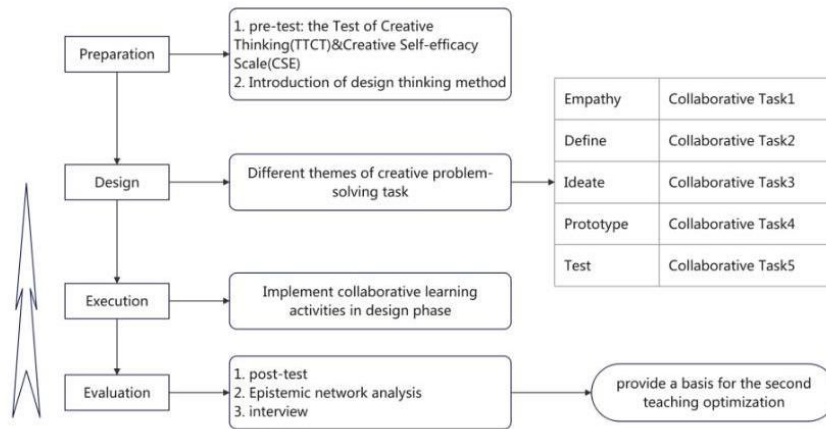 Preparation
1. pre-test: the Test of Creative
Thinking(TTCT)&Creative Self-efficacy
Scale(CSE)
2. Introduction of design thinking method
Design
Different themes of creative problem-
solving task
Empathy Collaborative Task1
Define Collaborative Task2
Ideate Collaborative Task3
Prototype Collaborative Task4
Test Collaborative Task5
Execution
Implement collaborative learning
activities in design phase
Evaluation
1. post-test
2. Epistemic network analysis
3. interview
provide a basis for the second
teaching optimization